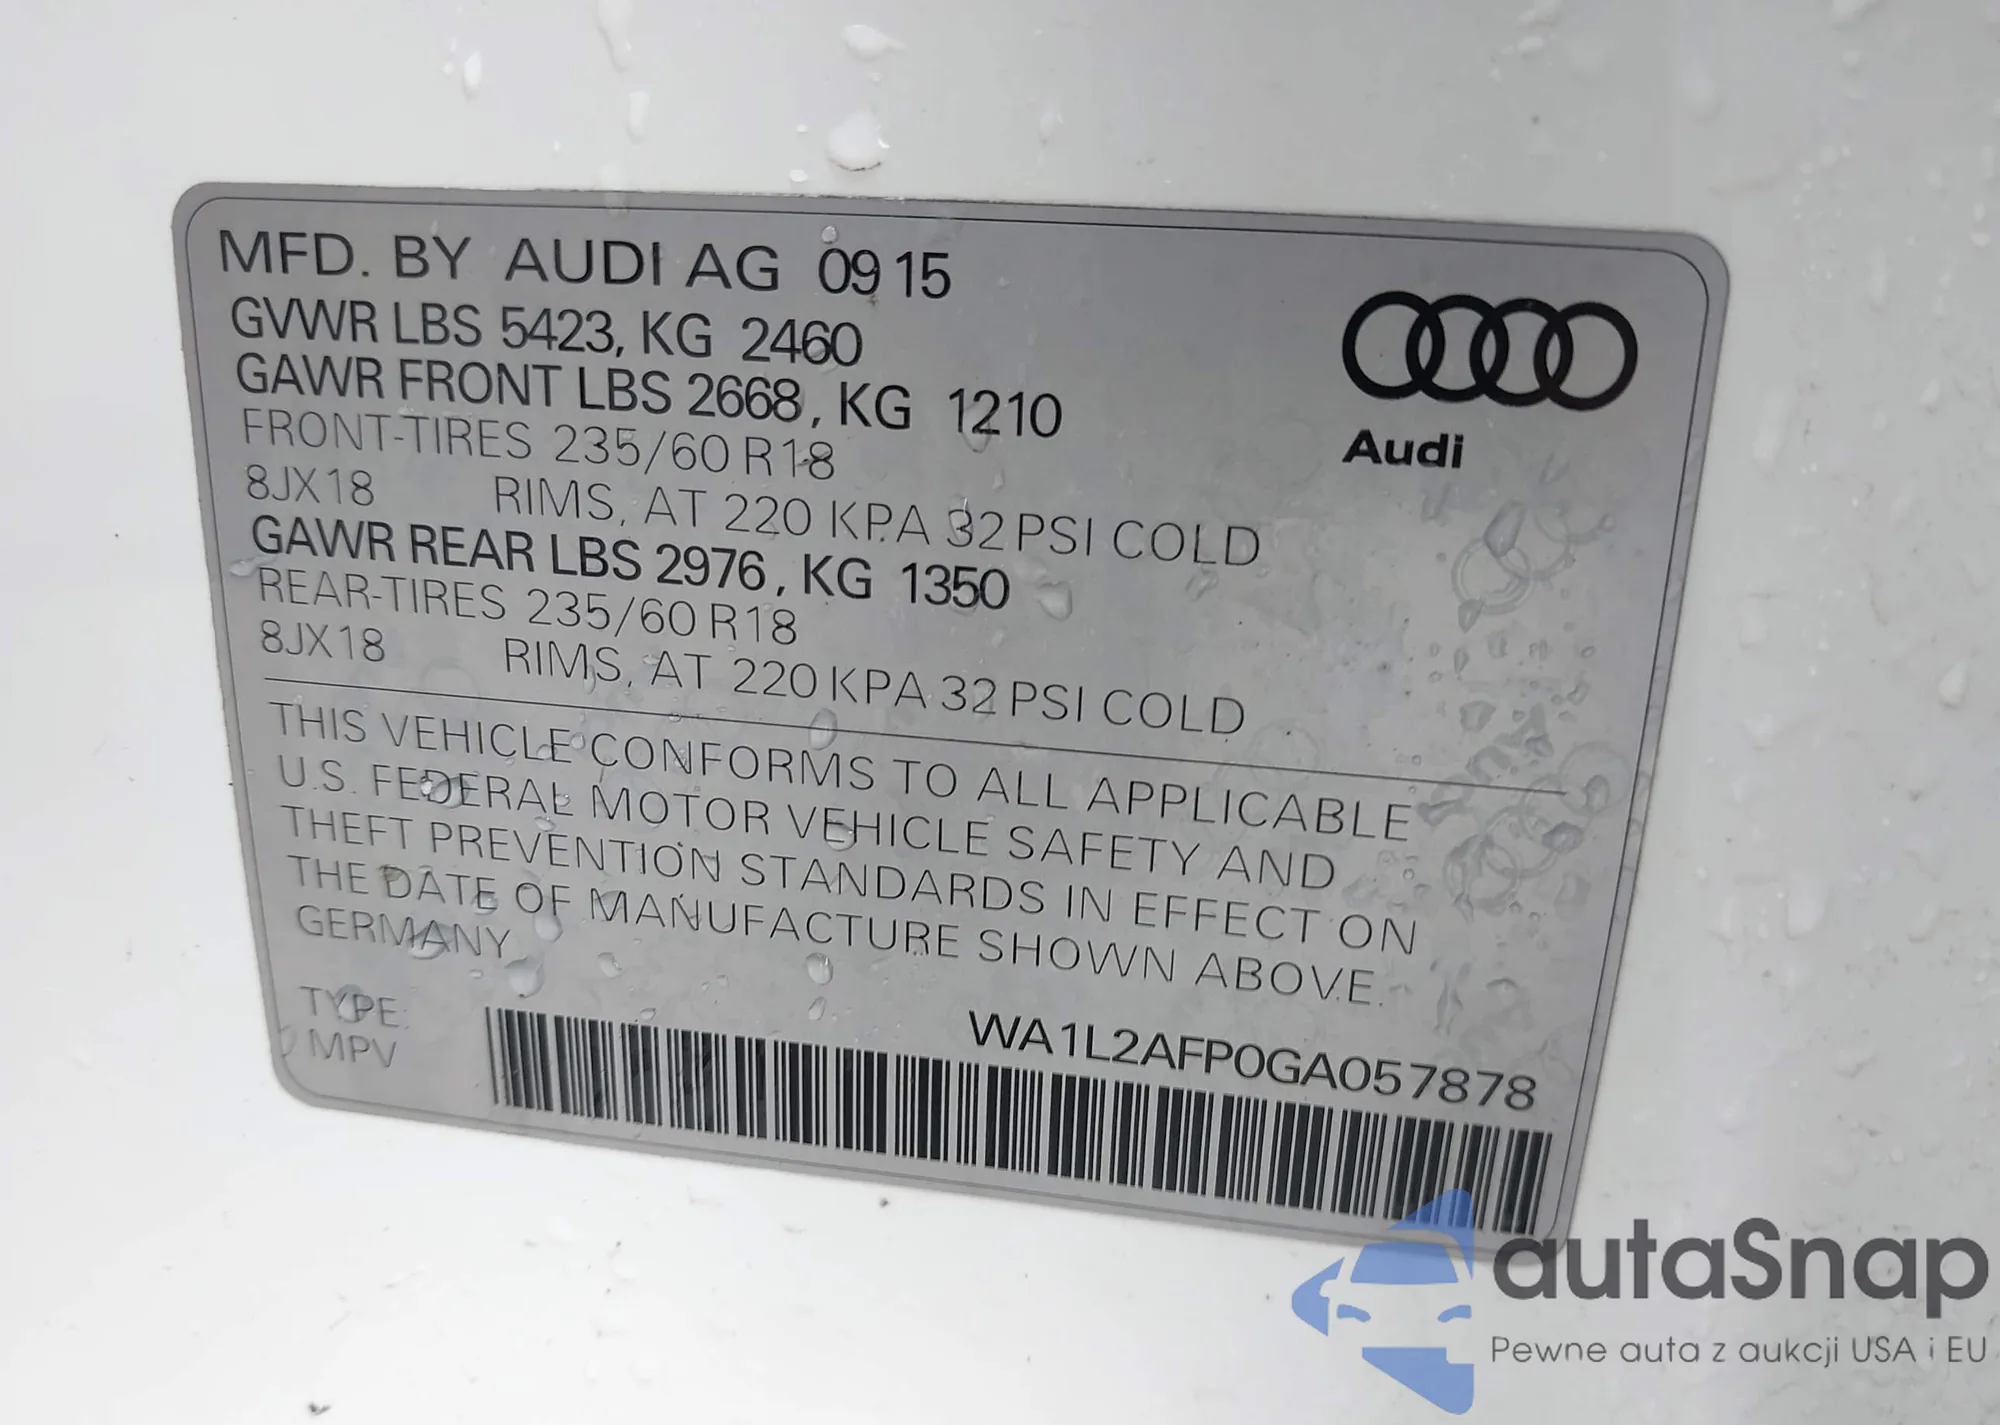 MFD. BY AUDI AG 09 15
GVWR LBS 5423, KG 2460
GAWR FRONT LBS 2668, KG 1210
FRONT-TIRES 235/60 R18
8JX18 RIMS, AT 220 KPA 32 PSI COLD
GAWR REAR LBS 2976, KG 1350
REAR-TIRES 235/60 R18
8JX18 RIMS, AT 220 KPA 32 PSI COLD
Audi
THIS VEHICLE CONFORMS TO ALL APPLICABLE
U.S. FEDERAL MOTOR VEHICLE SAFETY AND
THEFT PREVENTION STANDARDS IN EFFECT ON
THE DATE OF MANUFACTURE SHOWN ABOVE.
GERMANY
TYPE:
MPV
WA1L2AFP0GA057878
autaSnap
Pewne auta z aukcji USA i EU